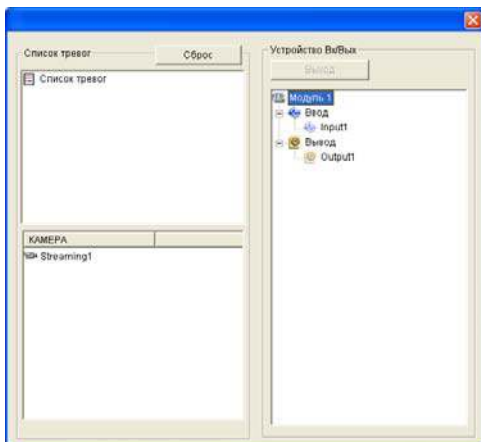 Список тревог
Сброс
Список тревог
КАМЕРА
Streaming1
Устройство Вх/Вых
Выход
Модуль 1
Ввод
Input1
Вывод
Output1